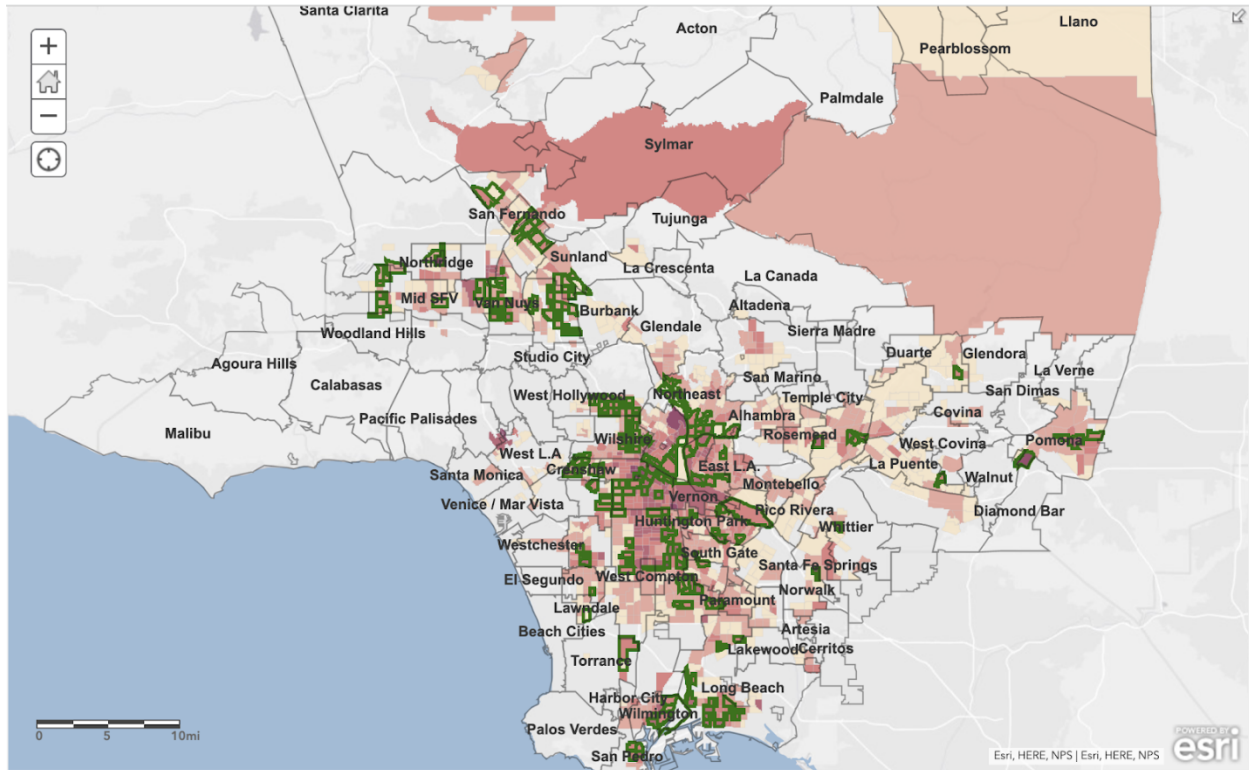 Santa Clarita
Acton
Llano
Pearblossom
Palmdale
Sylmar
San Fernando
Tujunga
Sunland
Northridge
La Crescenta
La Canada
Mid SFV
Van Nuys
Burbank
Altadena
Glendale
Sierra Madre
Woodland Hills
Duarte
Glendora
Studio City
Agoura Hills
La Verne
Calabasas
San Marino
San Dimas
West Hollywood
Northeast
Temple City
Pacific Palisades
Alhambra
Covina
Malibu
Wilshire
Rosemead
West Covina
Pomona
West L.A
Crenshaw
East L.A.
La Puente
Santa Monica
Montebello
Walnut
Venice / Mar Vista
Vernon
Pico Rivera
Diamond Bar
Huntington Park
Whittier
Westchester
South Gate
Santa Fe Springs
El Segundo
West Compton
Norwalk
Lawndale
Paramount
Beach Cities
Artesia
Lakewood
Cerritos
Torrance
Long Beach
Harbor City
Wilmington
Palos Verdes
San Pedro
0 5 10mi
Esri, HERE, NPS | Esri, HERE, NPS
POWERED BY
esri